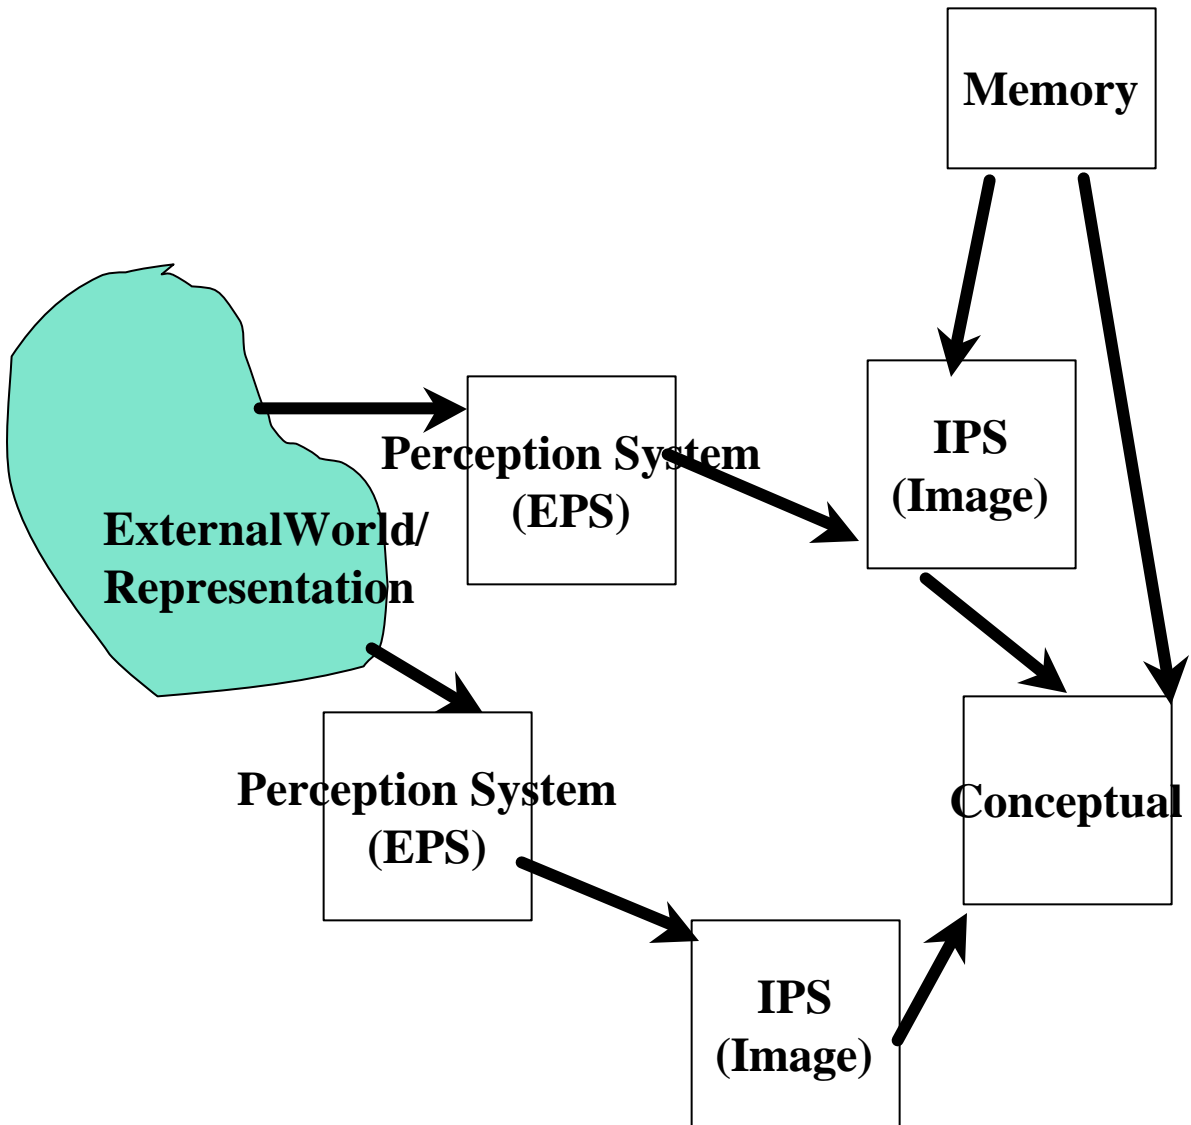 Memory
IPS
(Image)
Perception System
(EPS)
ExternalWorld/
Representation
Perception System
(EPS)
Conceptual
IPS
(Image)